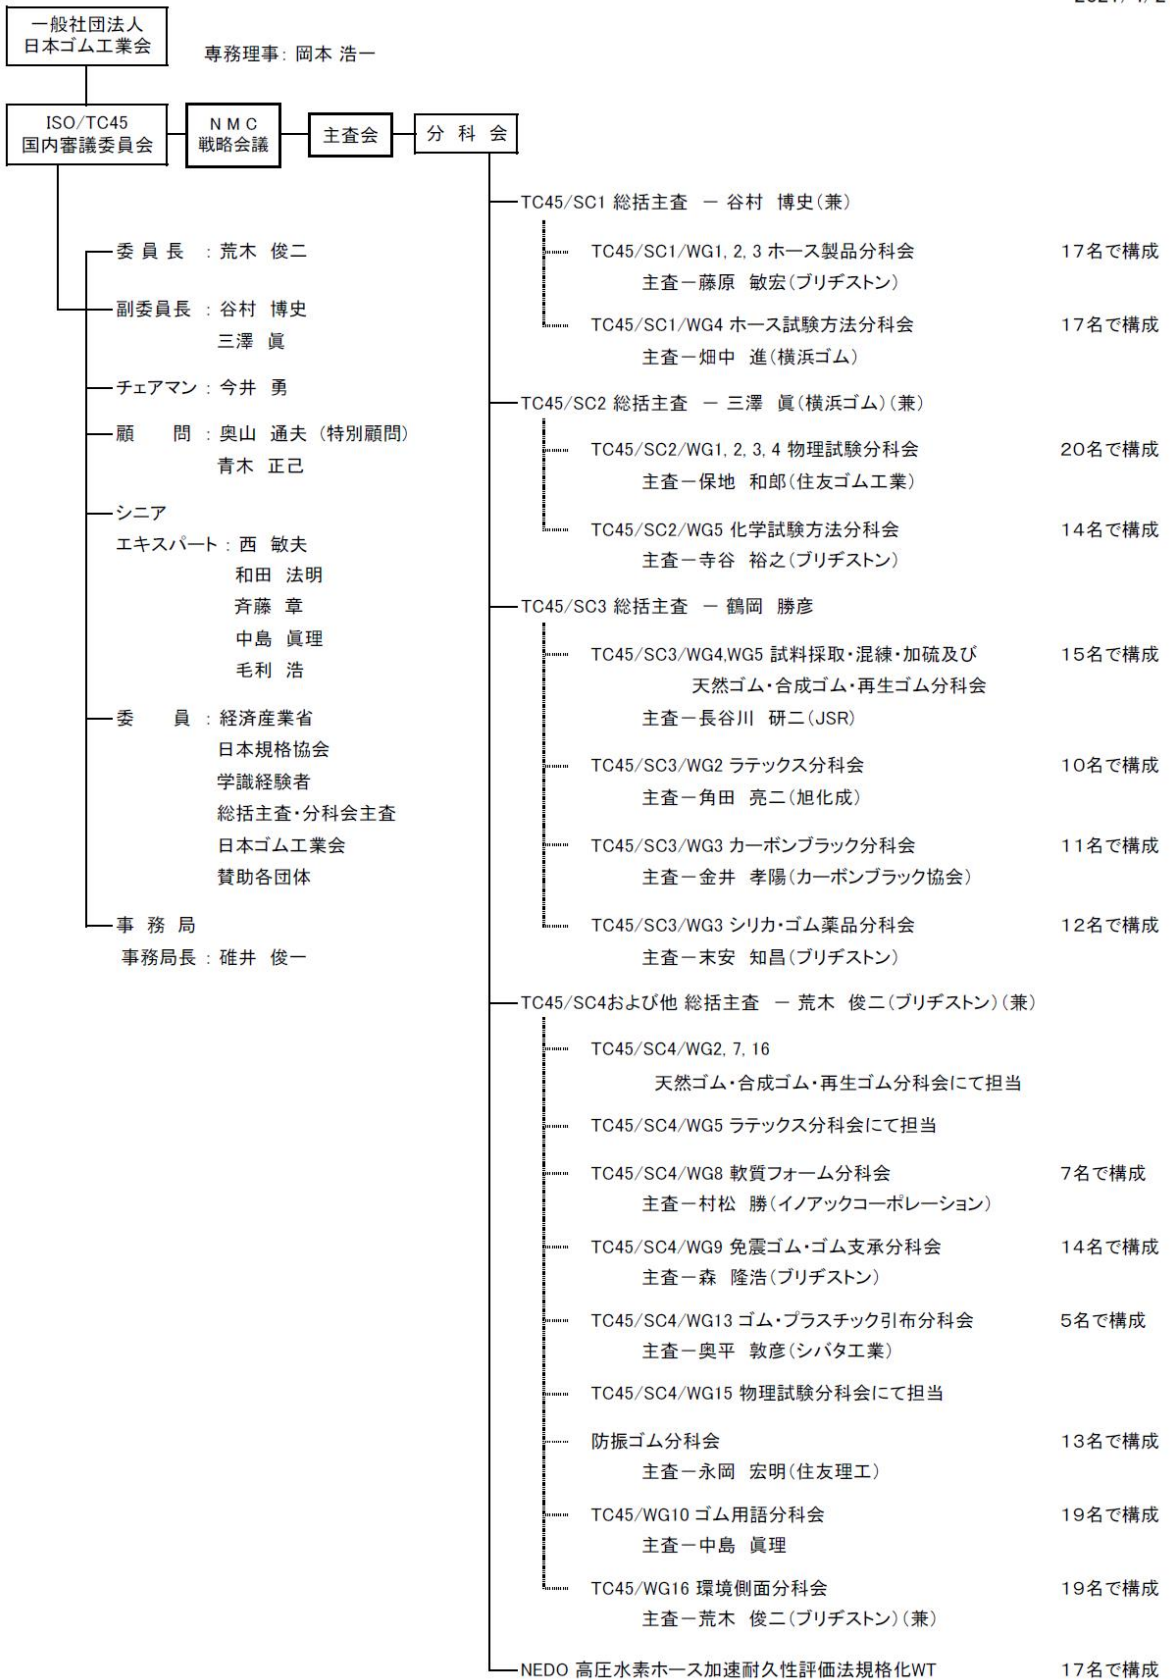 一般社団法人
日本ゴム工業会
専務理事: 岡本 浩一
ISO/TC45
国内審議委員会
NMC
戦略会議
主査会
分 科 会
委 員 長 : 荒木 俊二
副委員長 : 谷村 博史
三澤 眞
チェアマン : 今井 勇
顧 問 : 奥山 通夫 (特別顧問)
青木 正己
シニア
エキスパート : 西 敏夫
和田 法明
斉藤 章
中島 眞理
毛利 浩
委 員 : 経済産業省
日本規格協会
学識経験者
総括主査・分科会主査
日本ゴム工業会
賛助各団体
事 務 局
事務局長 : 碓井 俊一
TC45/SC1 総括主査 － 谷村 博史(兼)
TC45/SC1/WG1, 2, 3 ホース製品分科会 17名で構成
主査－藤原 敏宏(ブリヂストン)
TC45/SC1/WG4 ホース試験方法分科会 17名で構成
主査－畑中 進(横浜ゴム)
TC45/SC2 総括主査 － 三澤 眞(横浜ゴム)(兼)
TC45/SC2/WG1, 2, 3, 4 物理試験分科会 20名で構成
主査－保地 和郎(住友ゴム工業)
TC45/SC2/WG5 化学試験方法分科会 14名で構成
主査－寺谷 裕之(ブリヂストン)
TC45/SC3 総括主査 － 鶴岡 勝彦
TC45/SC3/WG4,WG5 試料採取・混練・加硫及び 15名で構成
天然ゴム・合成ゴム・再生ゴム分科会
主査－長谷川 研二(JSR)
TC45/SC3/WG2 ラテックス分科会 10名で構成
主査－角田 亮二(旭化成)
TC45/SC3/WG3 カーボンブラック分科会 11名で構成
主査－金井 孝陽(カーボンブラック協会)
TC45/SC3/WG3 シリカ・ゴム薬品分科会 12名で構成
主査－末安 知昌(ブリヂストン)
TC45/SC4および他 総括主査 － 荒木 俊二(ブリヂストン)(兼)
TC45/SC4/WG2, 7, 16
天然ゴム・合成ゴム・再生ゴム分科会にて担当
TC45/SC4/WG5 ラテックス分科会にて担当
TC45/SC4/WG8 軟質フォーム分科会 7名で構成
主査－村松 勝(イノアックコーポレーション)
TC45/SC4/WG9 免震ゴム・ゴム支承分科会 14名で構成
主査－森 隆浩(ブリヂストン)
TC45/SC4/WG13 ゴム・プラスチック引布分科会 5名で構成
主査－奥平 敦彦(シバタ工業)
TC45/SC4/WG15 物理試験分科会にて担当
防振ゴム分科会 13名で構成
主査－永岡 宏明(住友理工)
TC45/WG10 ゴム用語分科会 19名で構成
主査－中島 眞理
TC45/WG16 環境側面分科会 19名で構成
主査－荒木 俊二(ブリヂストン)(兼)
NEDO 高圧水素ホース加速耐久性評価法規格化WT 17名で構成